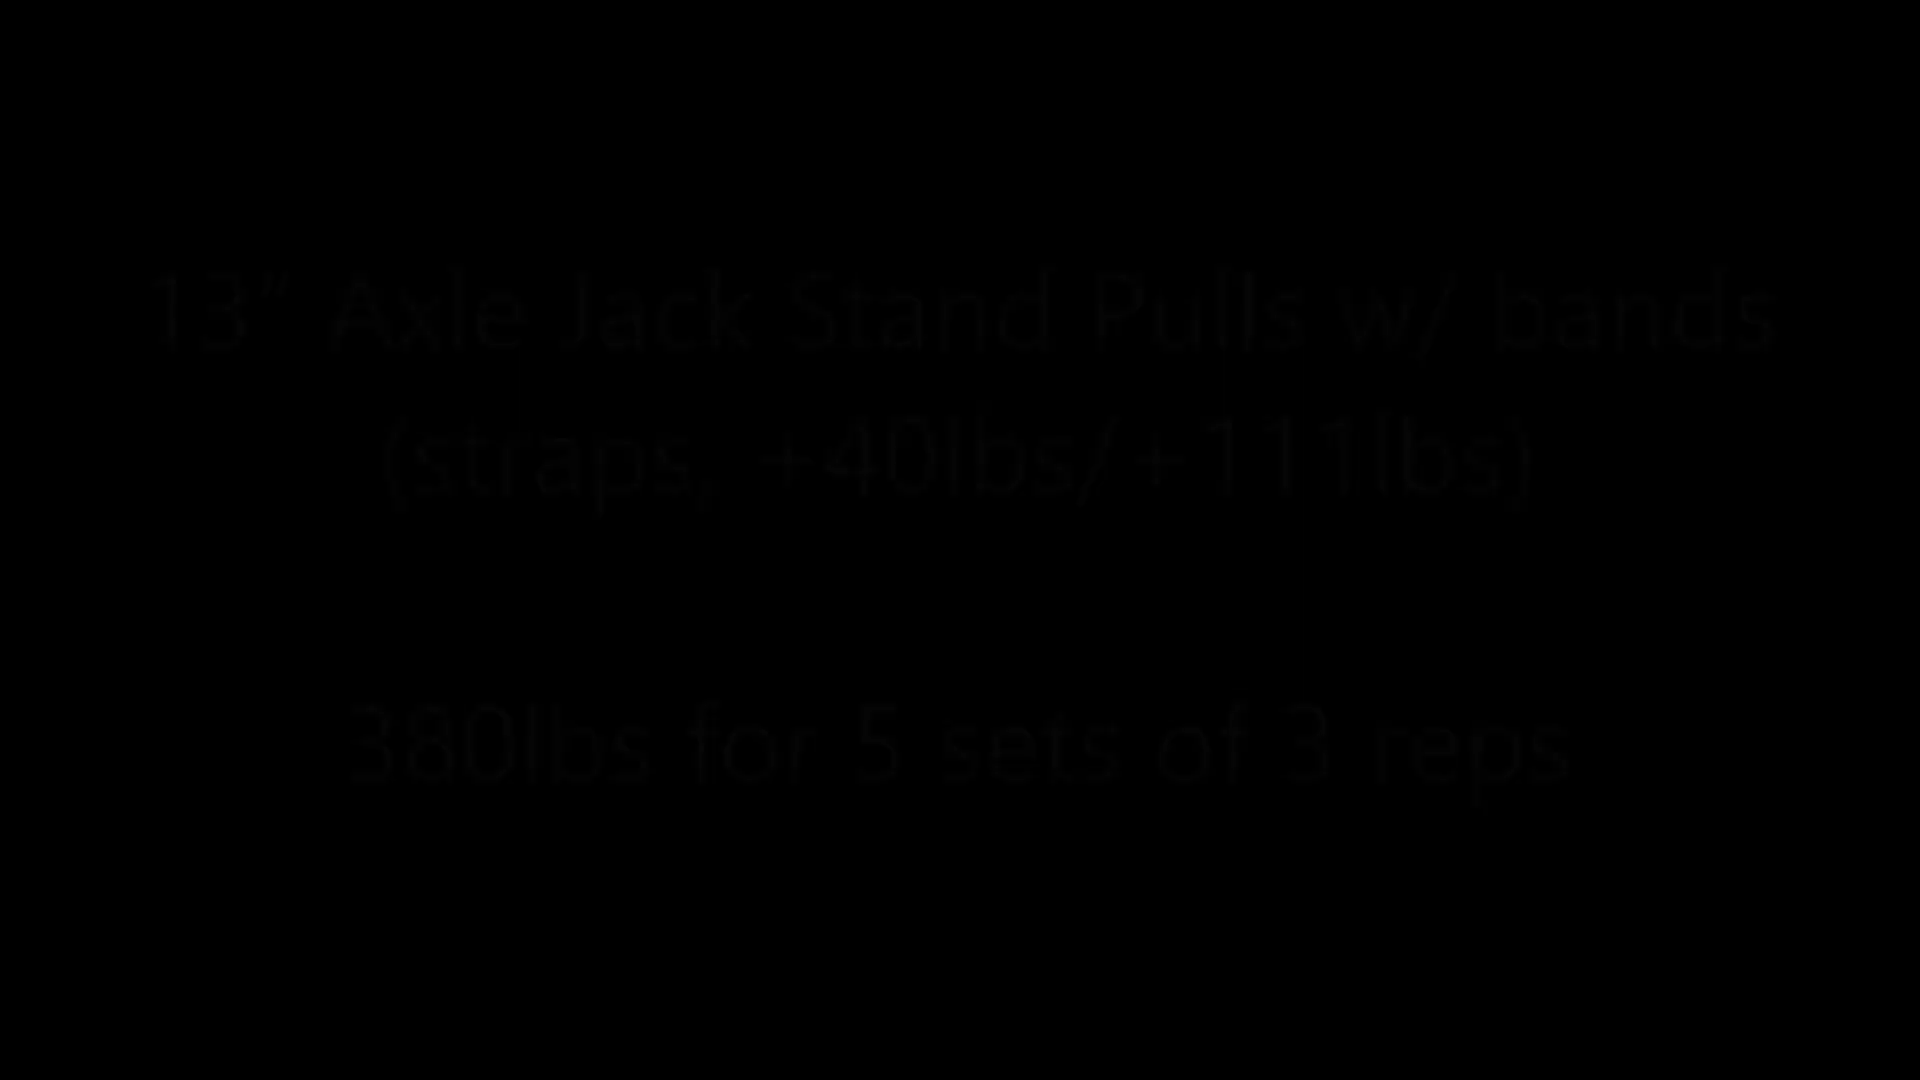 13” Axle Jack Stand Pulls w/ bands
(straps, +40lbs/+111lbs)
380lbs for 5 sets of 3 reps